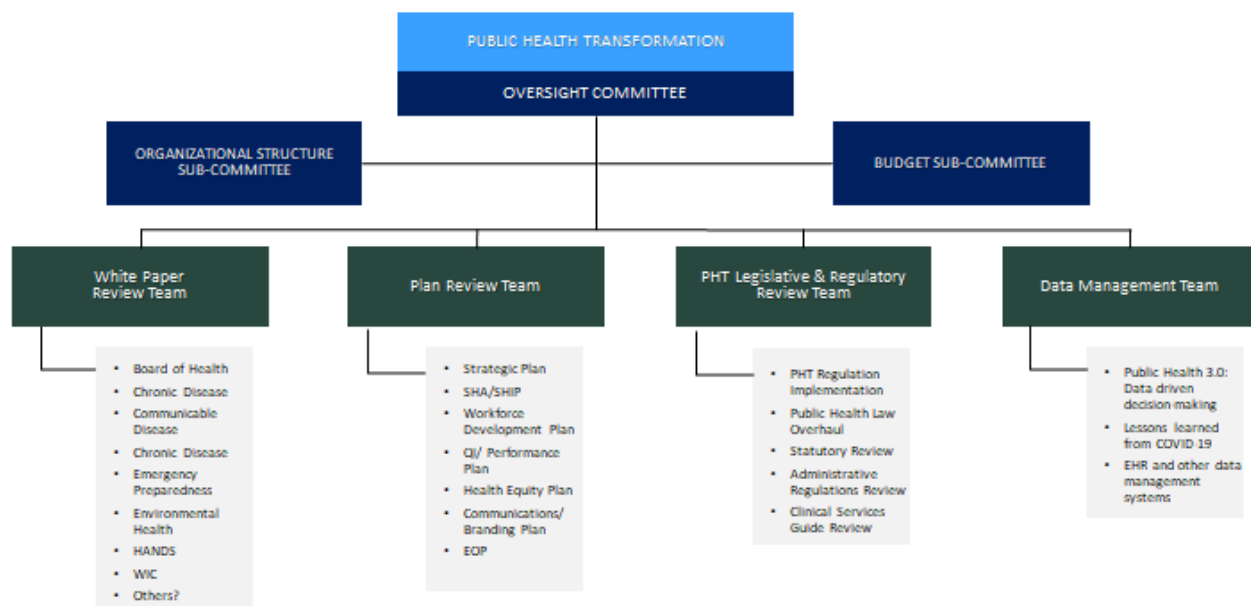 PUBLIC HEALTH TRANSFORMATION
OVERSIGHT COMMITTEE
ORGANIZATIONAL STRUCTURE
SUB-COMMITTEE
BUDGET SUB-COMMITTEE
White Paper
Review Team
Plan Review Team
PHT Legislative & Regulatory
Review Team
Data Management Team
▪ Board of Health
▪ Chronic Disease
▪ Communicable
Disease
▪ Chronic Disease
▪ Emergency
Preparedness
▪ Environmental
Health
▪ HANDS
▪ WIC
▪ Others?
▪ Strategic Plan
▪ SHA/SHIP
▪ Workforce
Development Plan
▪ QI/ Performance
Plan
▪ Health Equity Plan
▪ Communications/
Branding Plan
▪ EOP
▪ PHT Regulation
Implementation
▪ Public Health Law
Overhaul
▪ Statutory Review
▪ Administrative
Regulations Review
▪ Clinical Services
Guide Review
▪ Public Health 3.0:
Data driven
decision-making
▪ Lessons learned
from COVID-19
▪ EHR and other data
management
systems